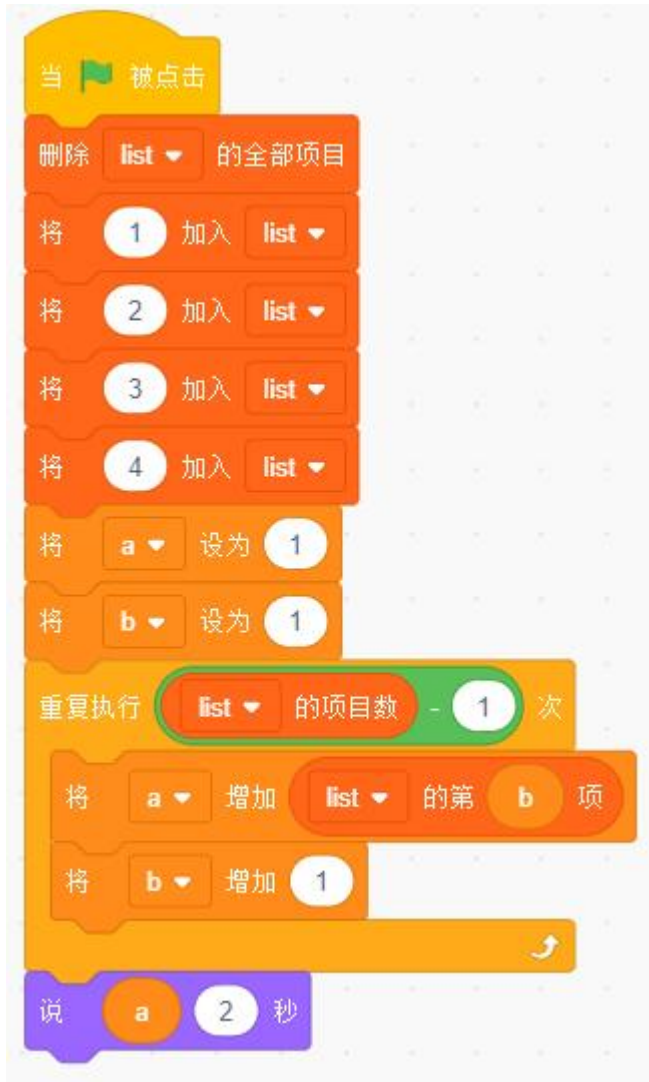 当 被点击
删除 list 的全部项目
将 1 加入 list
将 2 加入 list
将 3 加入 list
将 4 加入 list
将 a 设为 1
将 b 设为 1
重复执行 list 的项目数 - 1 次
将 a 增加 list 的第 b 项
将 b 增加 1
说 a 2 秒